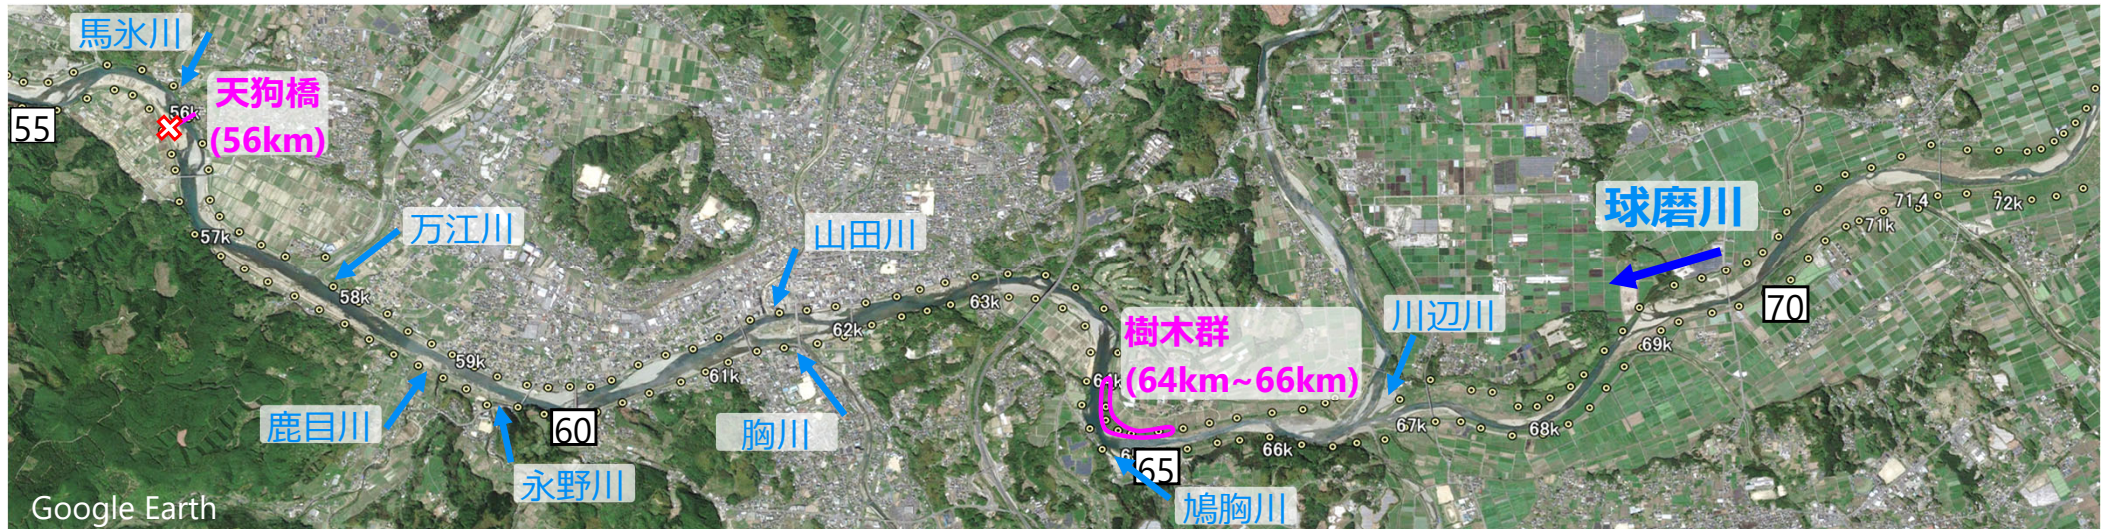 馬氷川
天狗橋
(56km)
56k
55
57k
万江川
58k
山田川
59k
鹿目川
60
永野川
61k
胸川
62k
63k
樹木群
(64km~66km)
64k
65
鳩胸川
66k
川辺川
67k
68k
69k
球磨川
70
71k
71.4
72k
Google Earth